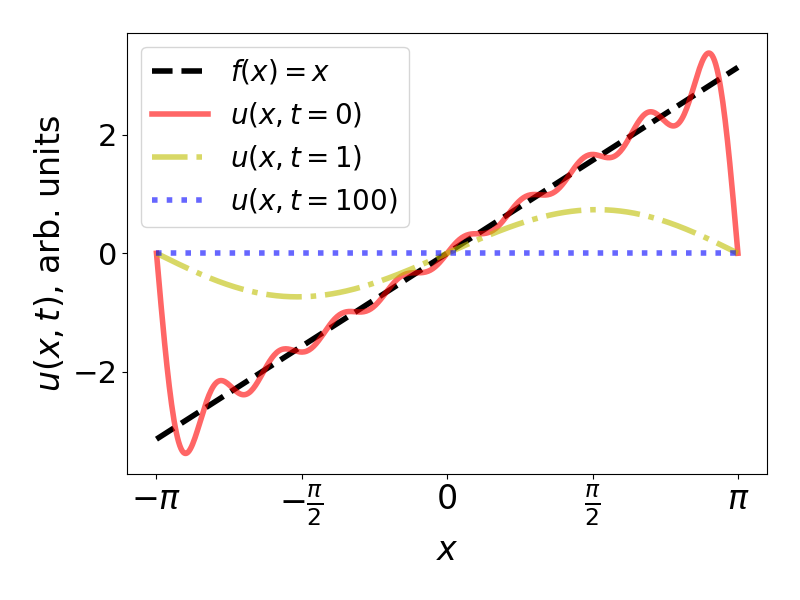 f(x) = x
u(x, t = 0)
u(x, t = 1)
u(x, t = 100)
u(x, t), arb. units
2
0
−2
−π
−π/2
0
π/2
π
x